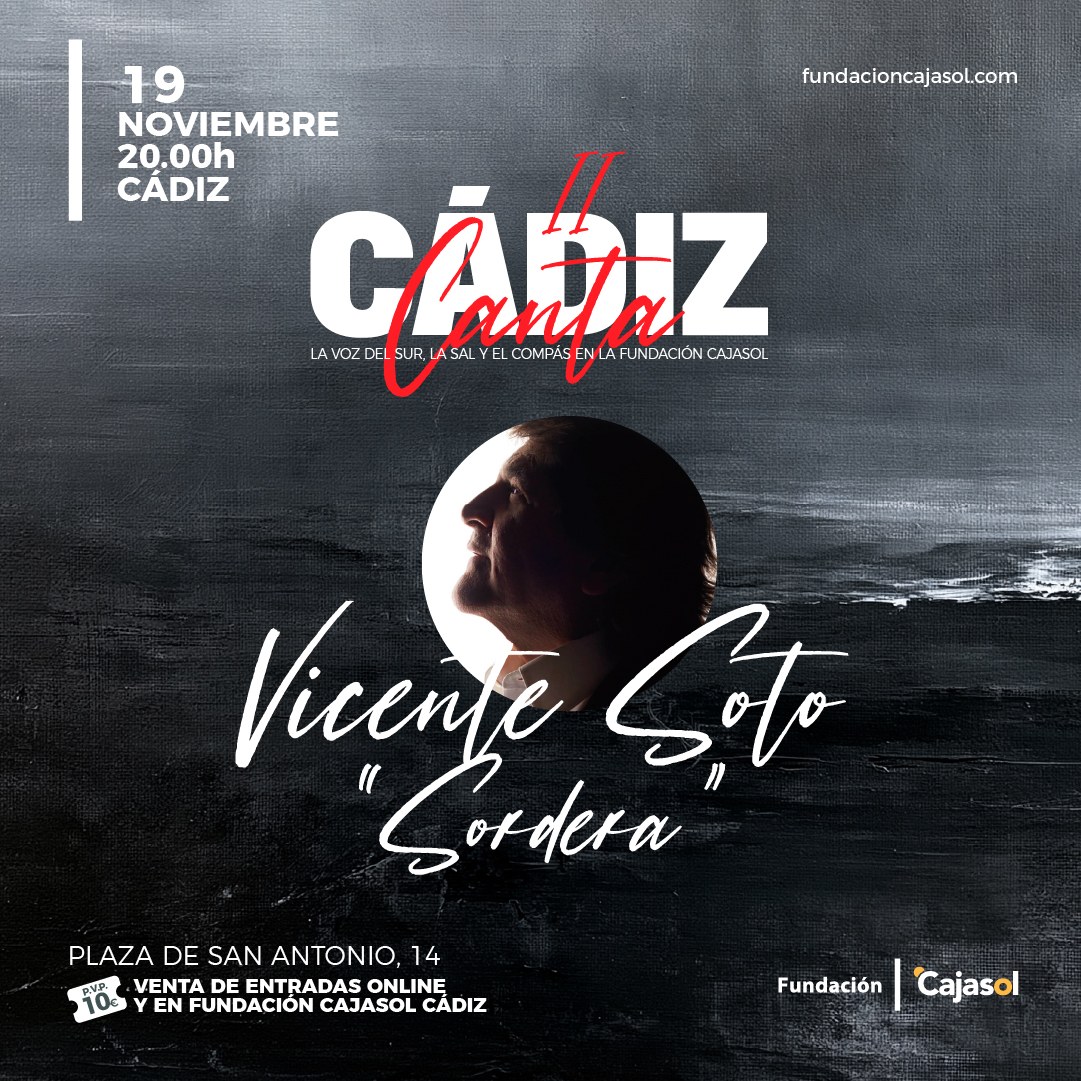 19
NOVIEMBRE
20.00h
CÁDIZ
fundacioncajasol.com
II
CÁDIZ
Canta
LA VOZ DEL SUR, LA SAL Y EL COMPÁS EN LA FUNDACIÓN CAJASOL
Vicente Soto
"Sordera"
PLAZA DE SAN ANTONIO, 14
P.V.P.
10€
VENTA DE ENTRADAS ONLINE
Y EN FUNDACIÓN CAJASOL CÁDIZ
Fundación | Cajasol